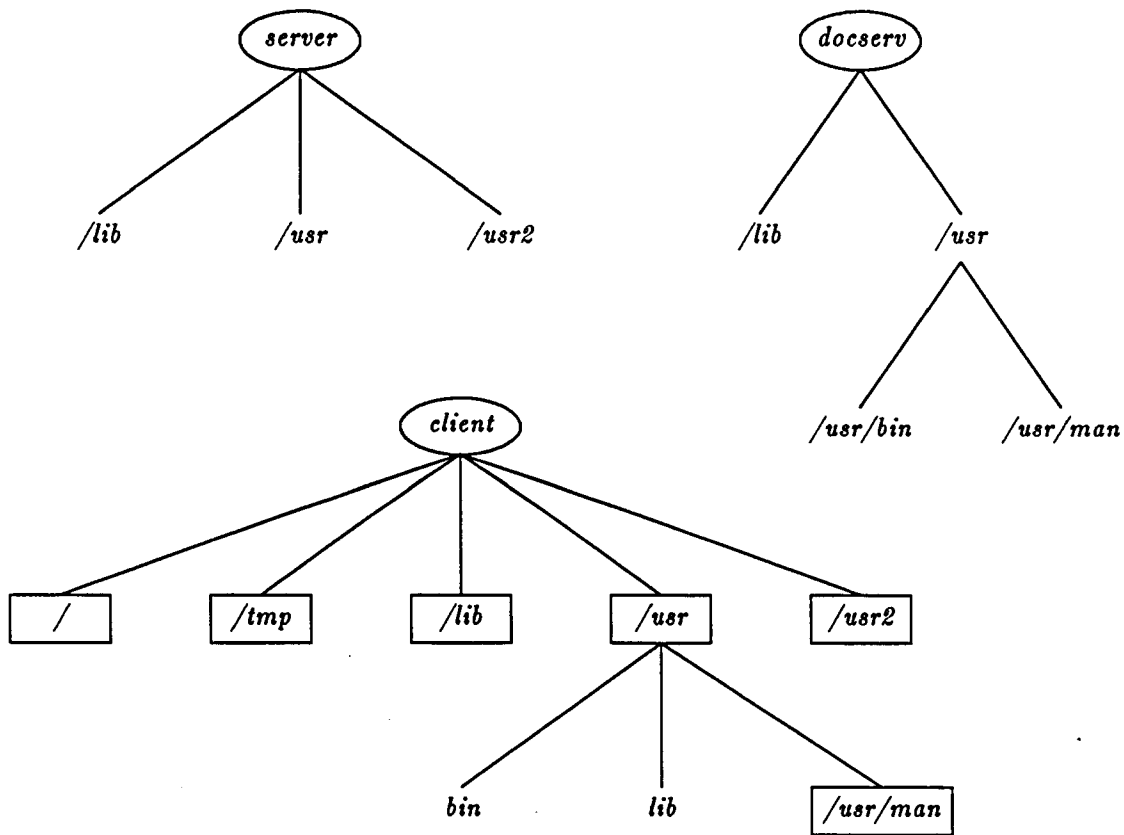 server
docserv
/lib
/usr
/usr2
/lib
/usr
/usr/bin
/usr/man
client
/
/tmp
/lib
/usr
/usr2
bin
lib
/usr/man